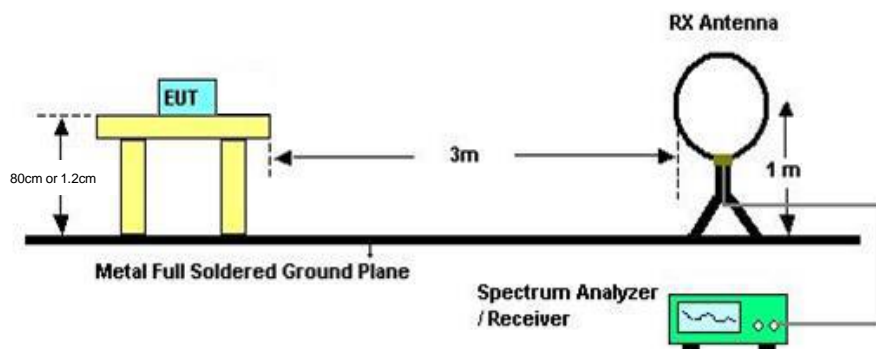 RX Antenna
EUT
3m
80cm or 1.2cm
1 m
Metal Full Soldered Ground Plane
Spectrum Analyzer
/ Receiver